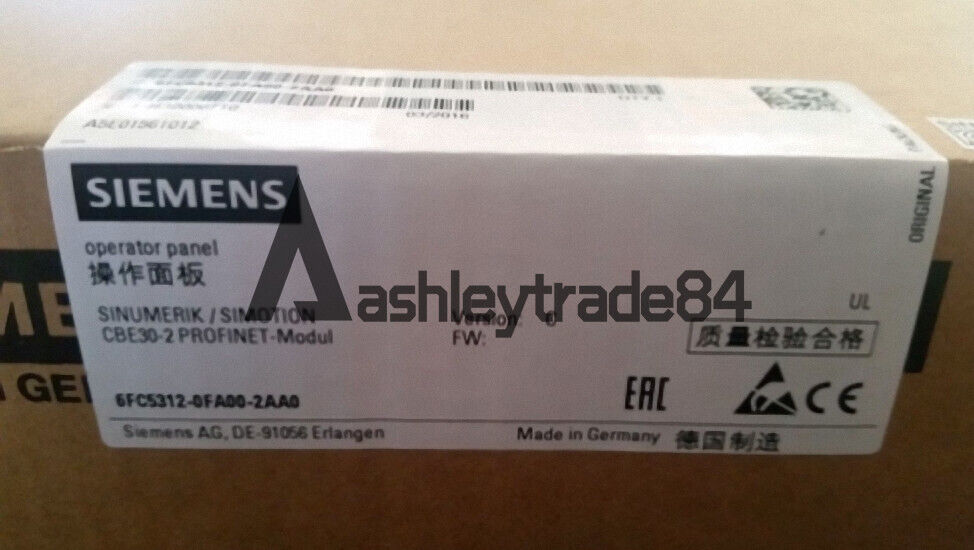 03/2016
A5E01561012
ORIGINAL
SIEMENS
operator panel
操作面板
SINUMERIK / SIMOTION
CBE30-2 PROFINET-Modul
Version: C
FW:
UL
质量检验合格
6FC5312-0FA00-2AA0
EAC
CE
Siemens AG, DE-91056 Erlangen
Made in Germany 德国制造
Aashleytrade84